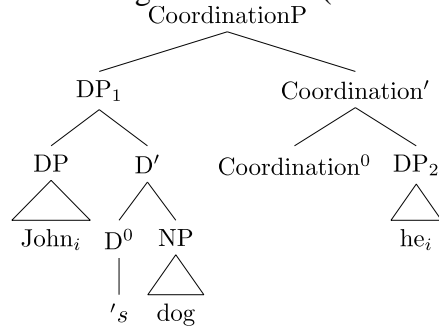 CoordinationP
DP₁ Coordination′
DP D′ Coordination⁰ DP₂
Johnᵢ D⁰ NP heᵢ
's dog